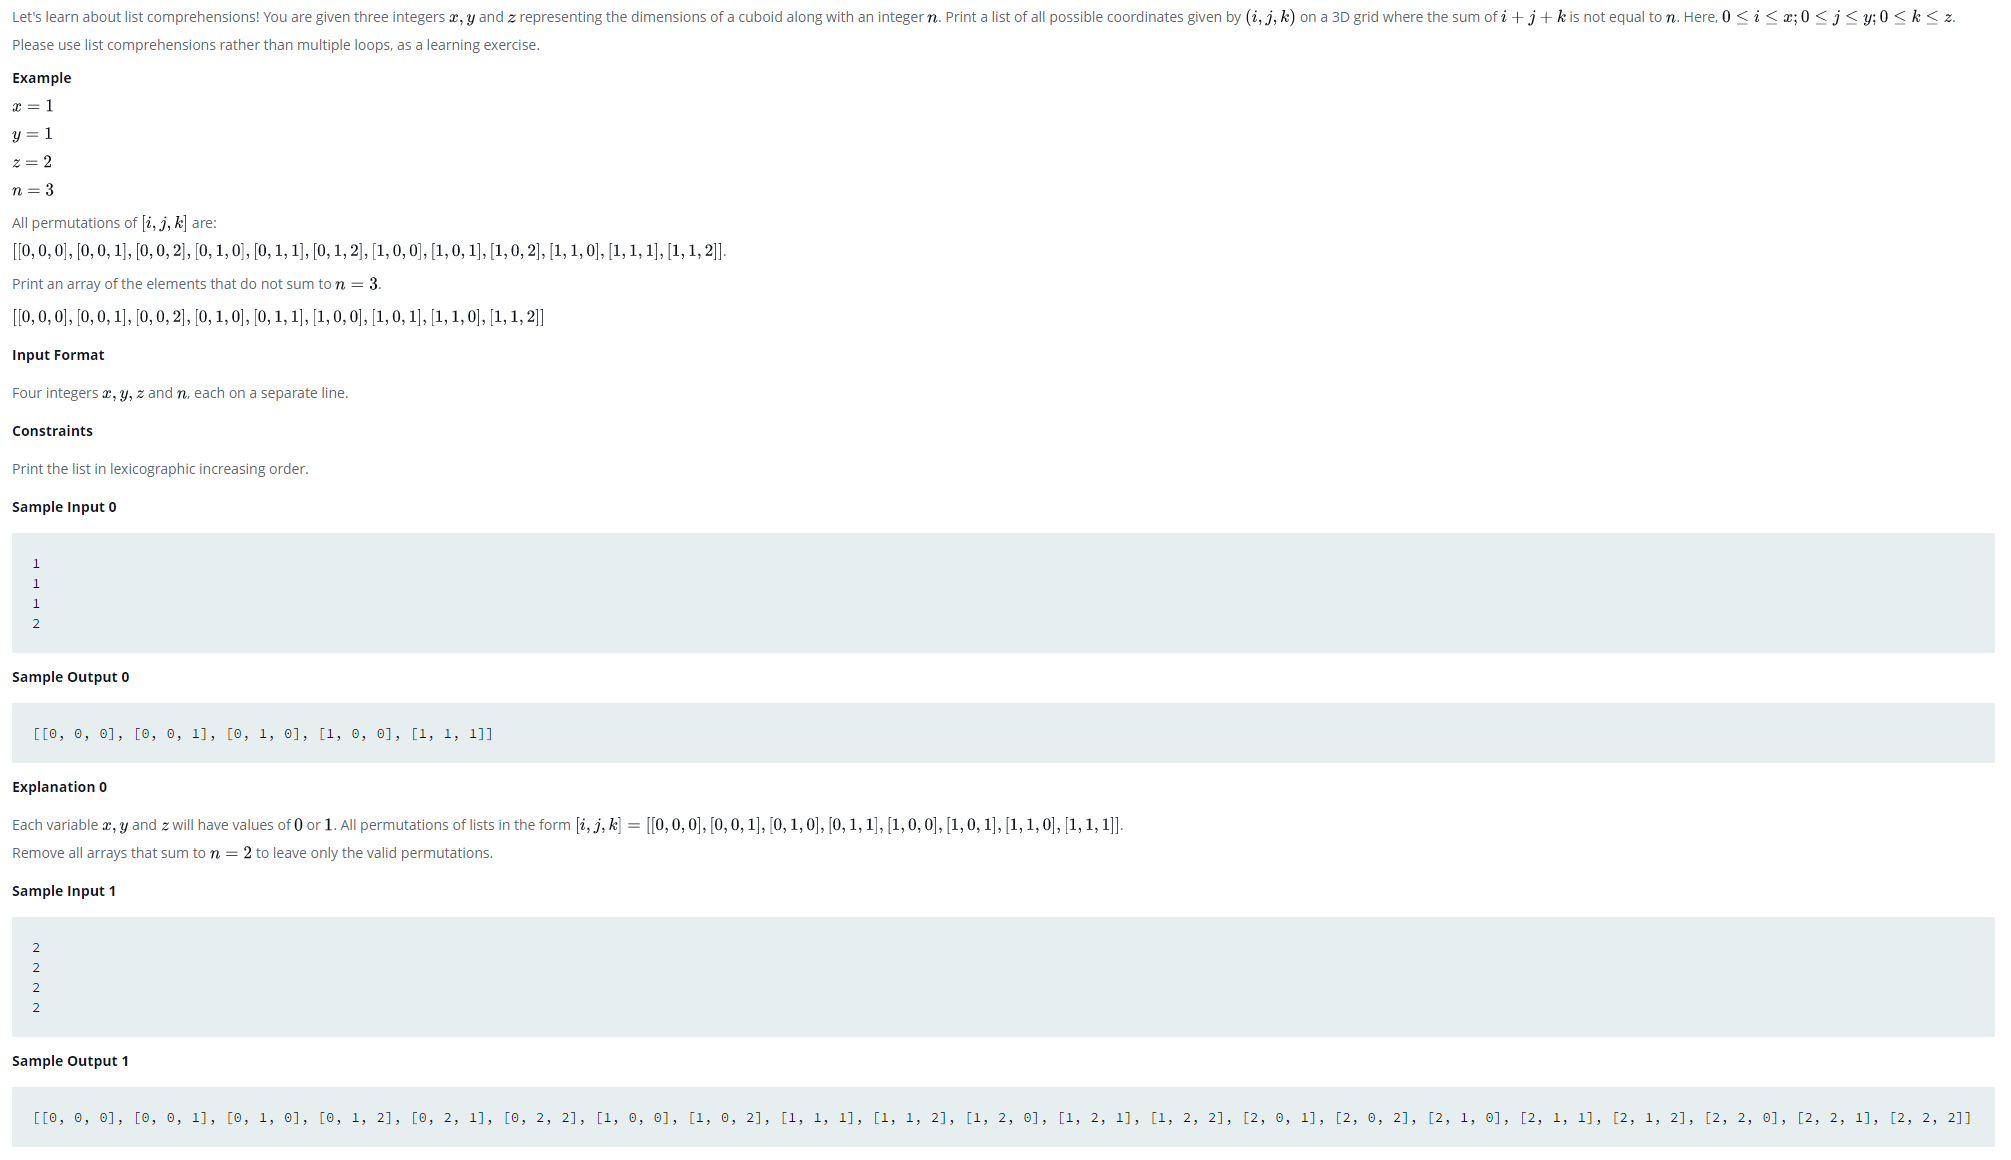 Let's learn about list comprehensions! You are given three integers x, y and z representing the dimensions of a cuboid along with an integer n. Print a list of all possible coordinates given by (i, j, k) on a 3D grid where the sum of i + j + k is not equal to n. Here, 0 ≤ i ≤ x; 0 ≤ j ≤ y; 0 ≤ k ≤ z.
Please use list comprehensions rather than multiple loops, as a learning exercise.
Example
x = 1
y = 1
z = 2
n = 3
All permutations of [i, j, k] are:
[[0, 0, 0], [0, 0, 1], [0, 0, 2], [0, 1, 0], [0, 1, 1], [0, 1, 2], [1, 0, 0], [1, 0, 1], [1, 0, 2], [1, 1, 0], [1, 1, 1], [1, 1, 2]].
Print an array of the elements that do not sum to n = 3.
[[0, 0, 0], [0, 0, 1], [0, 0, 2], [0, 1, 0], [0, 1, 1], [1, 0, 0], [1, 0, 1], [1, 1, 0], [1, 1, 2]]
Input Format
Four integers x, y, z and n, each on a separate line.
Constraints
Print the list in lexicographic increasing order.
Sample Input 0
1
1
1
2
Sample Output 0
[[0, 0, 0], [0, 0, 1], [0, 1, 0], [1, 0, 0], [1, 1, 1]]
Explanation 0
Each variable x, y and z will have values of 0 or 1. All permutations of lists in the form [i, j, k] = [[0, 0, 0], [0, 0, 1], [0, 1, 0], [0, 1, 1], [1, 0, 0], [1, 0, 1], [1, 1, 0], [1, 1, 1]].
Remove all arrays that sum to n = 2 to leave only the valid permutations.
Sample Input 1
2
2
2
2
Sample Output 1
[[0, 0, 0], [0, 0, 1], [0, 1, 0], [0, 1, 2], [0, 2, 1], [0, 2, 2], [1, 0, 0], [1, 0, 2], [1, 1, 1], [1, 1, 2], [1, 2, 0], [1, 2, 1], [1, 2, 2], [2, 0, 1], [2, 0, 2], [2, 1, 0], [2, 1, 1], [2, 1, 2], [2, 2, 0], [2, 2, 1], [2, 2, 2]]